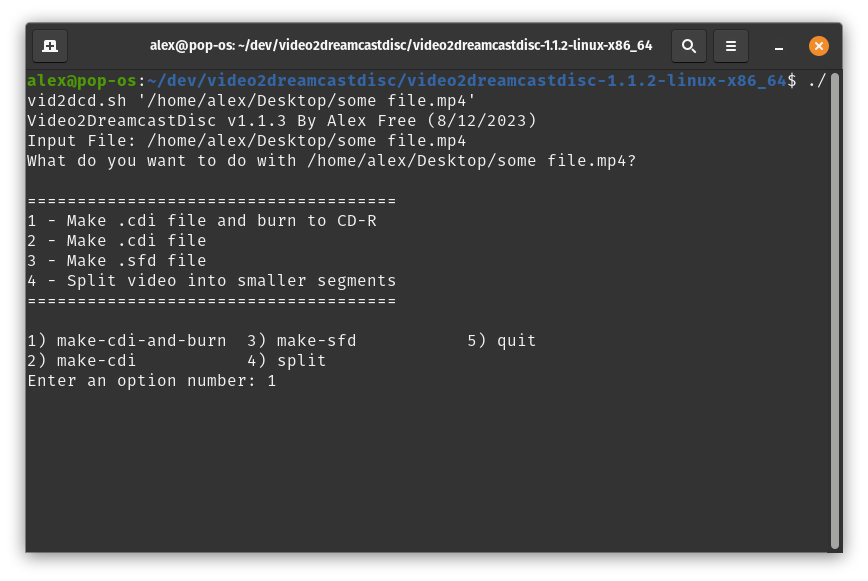 alex@pop-os: ~/dev/video2dreamcastdisc/video2dreamcastdisc-1.1.2-linux-x86_64
alex@pop-os:~/dev/video2dreamcastdisc/video2dreamcastdisc-1.1.2-linux-x86_64$ ./
vid2dcd.sh '/home/alex/Desktop/some file.mp4'
Video2DreamcastDisc v1.1.3 By Alex Free (8/12/2023)
Input File: /home/alex/Desktop/some file.mp4
What do you want to do with /home/alex/Desktop/some file.mp4?
=====================================
1 - Make .cdi file and burn to CD-R
2 - Make .cdi file
3 - Make .sfd file
4 - Split video into smaller segments
=====================================
1) make-cdi-and-burn  3) make-sfd           5) quit
2) make-cdi           4) split
Enter an option number: 1